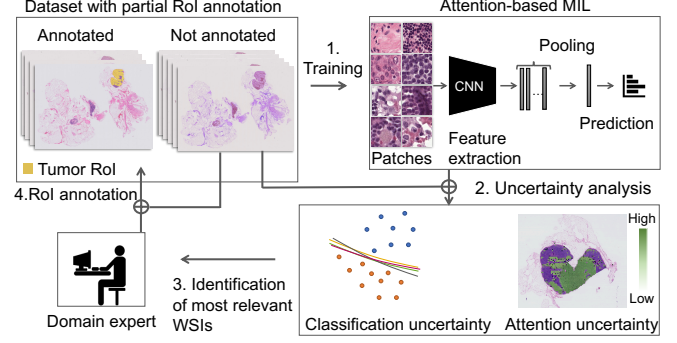 Dataset with partial RoI annotation
Annotated
Not annotated
Tumor RoI
1.
Training
Attention-based MIL
CNN
Pooling
Patches
Feature
extraction
Prediction
2. Uncertainty analysis
High
Low
Classification uncertainty
Attention uncertainty
3. Identification
of most relevant
WSIs
4.RoI annotation
Domain expert